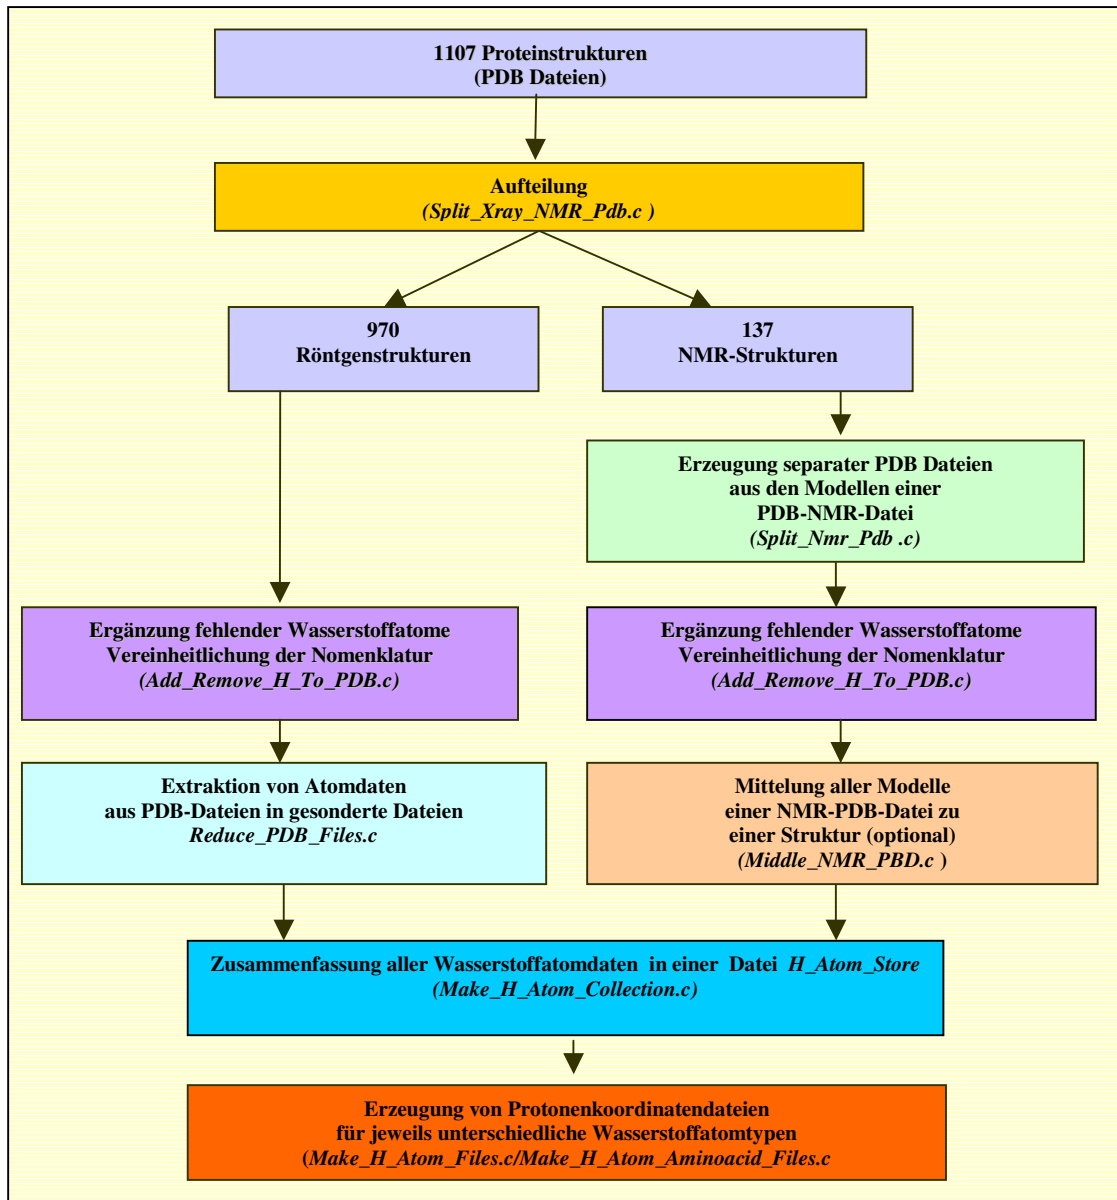 1107 Proteinstrukturen
(PDB Dateien)
Aufteilung
(Split_Xray_NMR_Pdb.c )
970
Röntgenstrukturen
137
NMR-Strukturen
Erzeugung separater PDB Dateien
aus den Modellen einer
PDB-NMR-Datei
(Split_Nmr_Pdb .c)
Ergänzung fehlender Wasserstoffatome
Vereinheitlichung der Nomenklatur
(Add_Remove_H_To_PDB.c)
Ergänzung fehlender Wasserstoffatome
Vereinheitlichung der Nomenklatur
(Add_Remove_H_To_PDB.c)
Extraktion von Atomdaten
aus PDB-Dateien in gesonderte Dateien
Reduce_PDB_Files.c
Mittelung aller Modelle
einer NMR-PDB-Datei zu
einer Struktur (optional)
(Middle_NMR_PBD.c )
Zusammenfassung aller Wasserstoffatomdaten in einer Datei H_Atom_Store
(Make_H_Atom_Collection.c)
Erzeugung von Protonenkoordinatendateien
für jeweils unterschiedliche Wasserstoffatomtypen
(Make_H_Atom_Files.c/Make_H_Atom_Aminoacid_Files.c